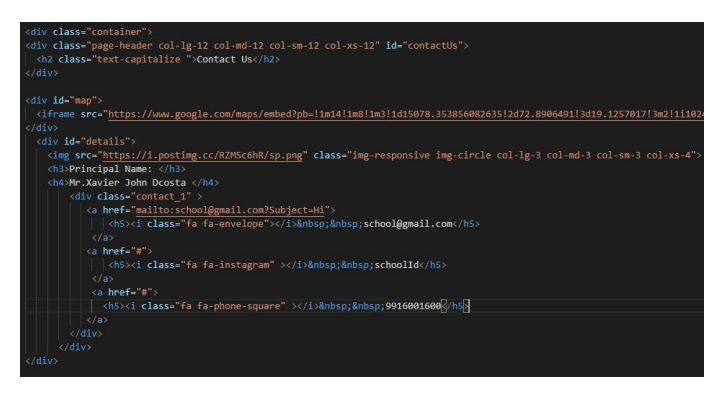 <div class="container">
<div class="page-header col-lg-12 col-md-12 col-sm-12 col-xs-12" id="contactUs">
<h2 class="text-capitalize ">Contact Us</h2>
</div>
<div id="map">
<iframe src="https://www.google.com/maps/embed?pb=!1m14!1m8!1m3!1d15078.353856082635!2d72.8906491!3d19.1257017!3m2!1i1024
</div>
<div id="details">
<img src="https://i.postimg.cc/RZMSc6hR/sp.png" class="img-responsive img-circle col-lg-3 col-md-3 col-sm-3 col-xs-4">
<h3>Principal Name: </h3>
<h4>Mr.Xavier John Dcosta </h4>
<div class="contact_1" >
<a href="mailto:school@gmail.com?Subject=Hi">
<h5><i class="fa fa-envelope"></i>&nbsp;&nbsp;school@gmail.com</h5>
</a>
<a href="#">
<h5><i class="fa fa-instagram" ></i>&nbsp;&nbsp;schoolId</h5>
</a>
<a href="#">
<h5><i class="fa fa-phone-square" ></i>&nbsp;&nbsp;9916001600</h5>
</a>
</div>
</div>
</div>